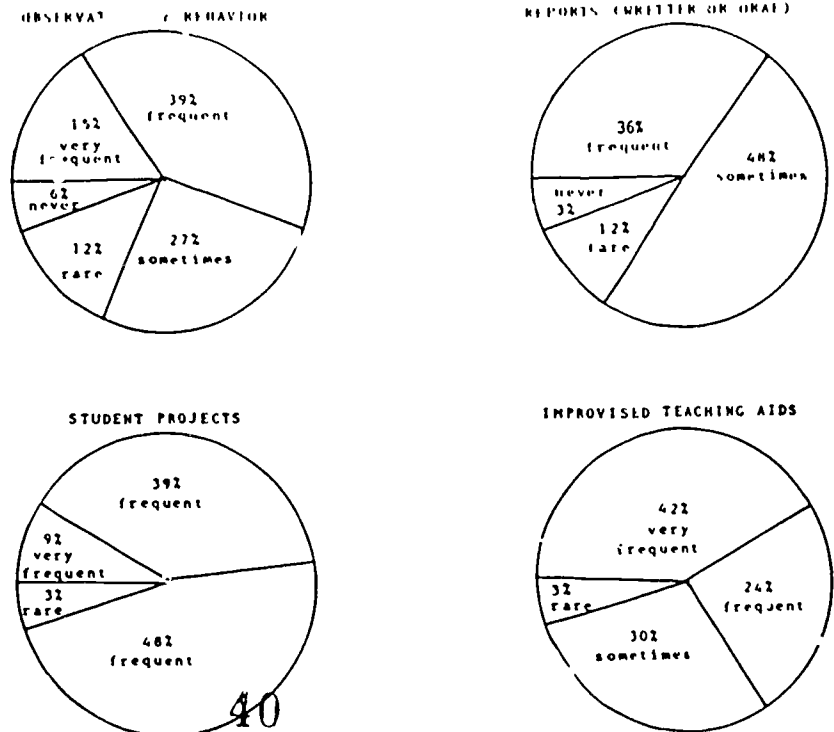 REPORTS (WRITTER OR ORAL)
BEHAVIOR
39%
frequent
15%
very
frequent
6%
never
12%
rare
27%
sometimes
36%
frequent
48%
sometimes
never
3%
12%
rare
STUDENT PROJECTS
39%
frequent
9%
very
frequent
3%
rare
48%
frequent
IMPROVISED TEACHING AIDS
42%
very
frequent
24%
frequent
3%
rare
30%
sometimes
40